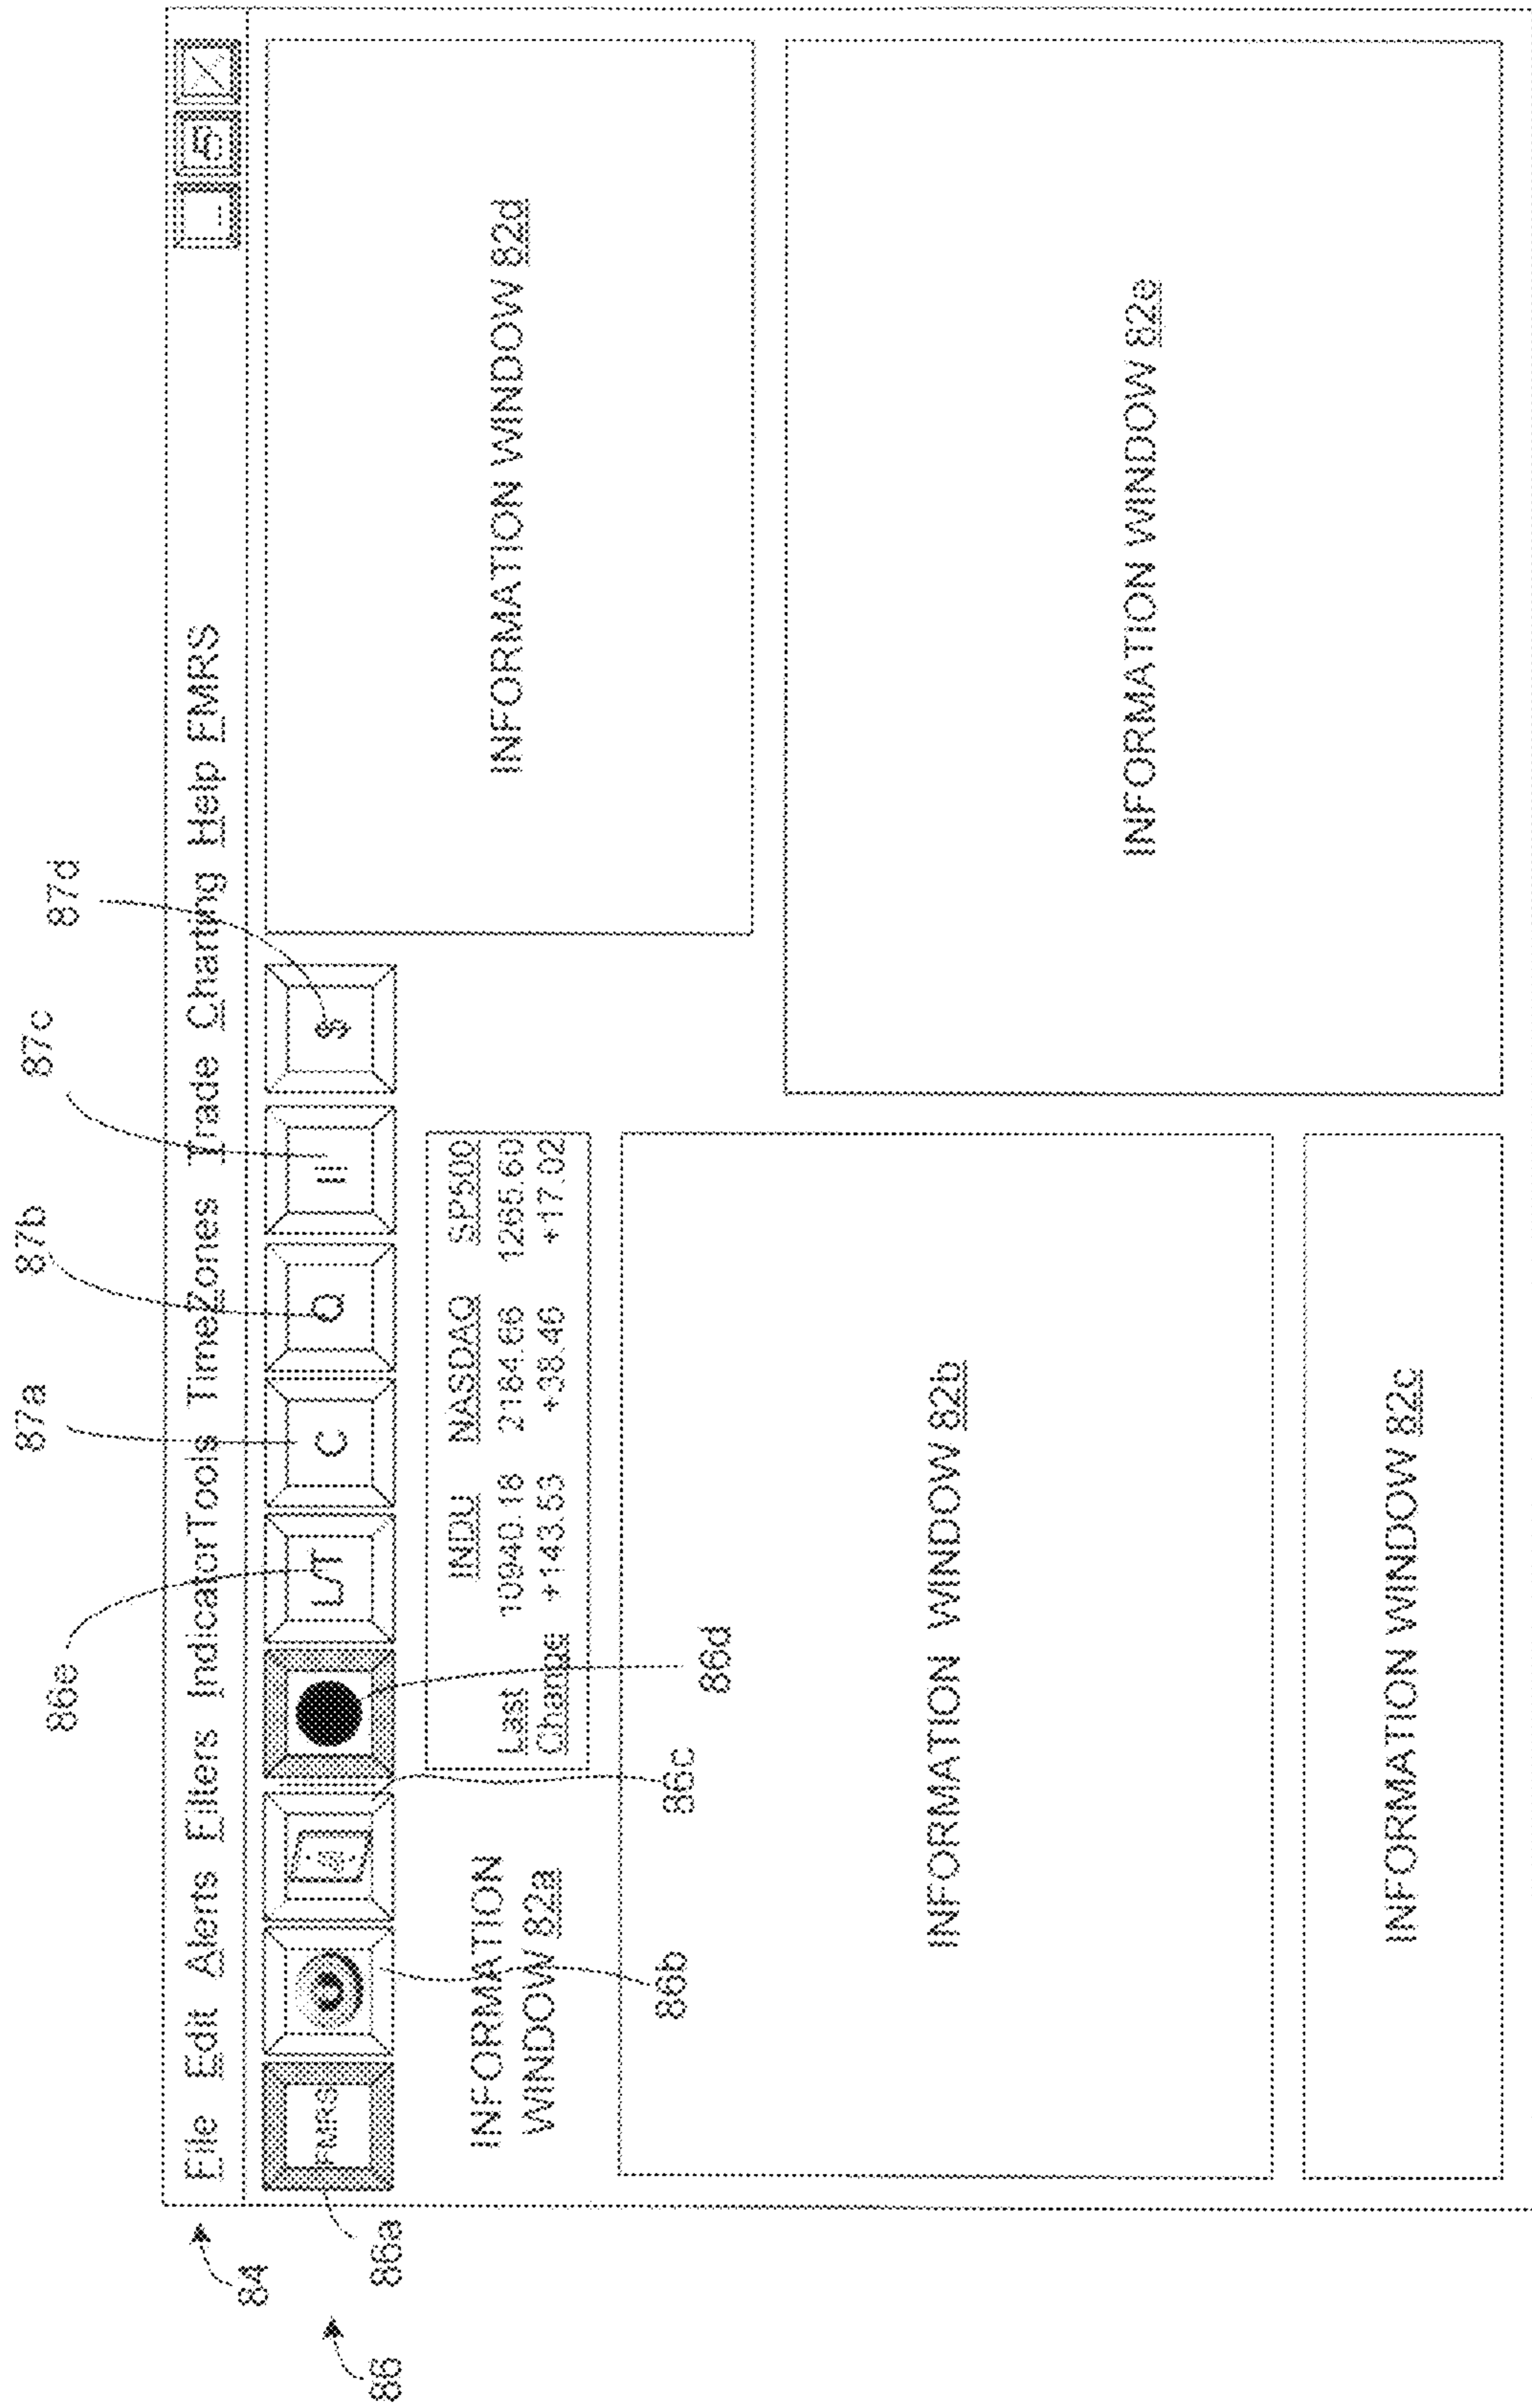 87a 87b 87c 87d
86e
84
File Edit Alerts Filters IndicatorTools TimeZones Trade Charting Help FMRS
86
FMRS L/T C Q E $
86a
INFORMATION
WINDOW 82a
INDU NASDAQ SP500
Last 10940.18 2184.66 1265.60
Change +143.53 +38.46 +17.02
86b
86c
86d
INFORMATION WINDOW 82b
INFORMATION WINDOW 82c
INFORMATION WINDOW 82d
INFORMATION WINDOW 82e